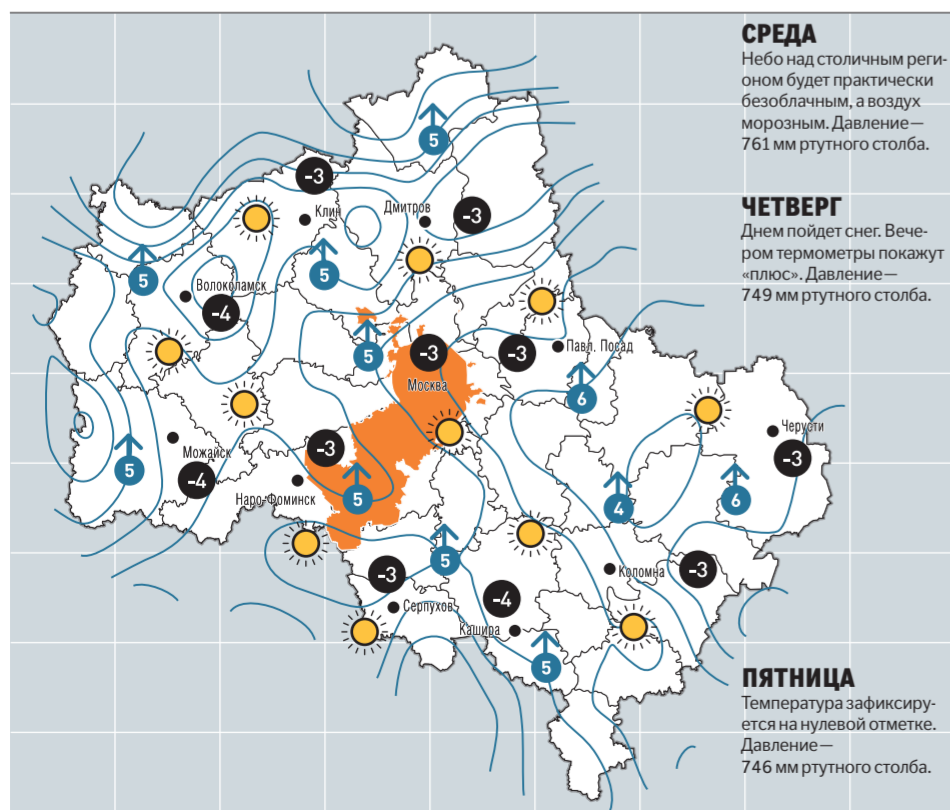 СРЕДА
Небо над столичным реги-
оном будет практически
безоблачным, а воздух
морозным. Давление—
761 мм ртутного столба.
ЧЕТВЕРГ
Днем пойдет снег. Вече-
ром термометры покажут
«плюс». Давление—
749 мм ртутного столба.
ПЯТНИЦА
Температура зафиксиру-
ется на нулевой отметке.
Давление—
746 мм ртутного столба.
5
-3
Клин
Дмитров
-3
5
5
Волоколамск
-4
5
-3
Москва
-3
Павл. Посад
6
Черусти
-3
5
Можайск
-4
-3
Наро-Фоминск
5
4
6
5
-3
Серпухов
-4
Кашира
Коломна
-3
5